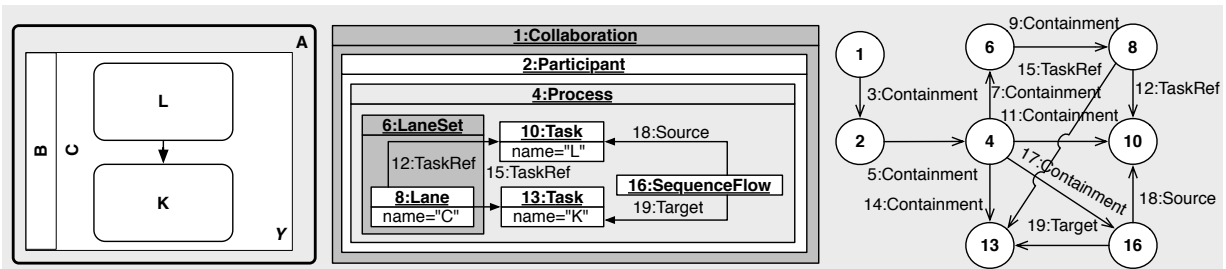 A
B
C
L
K
Y
1:Collaboration
2:Participant
4:Process
6:LaneSet
10:Task
name="L"
18:Source
12:TaskRef
15:TaskRef
16:SequenceFlow
8:Lane
name="C"
13:Task
name="K"
19:Target
9:Containment
1
6
8
15:TaskRef
3:Containment
7:Containment
12:TaskRef
11:Containment
2
4
10
5:Containment
17:Containment
14:Containment
18:Source
19:Target
13
16